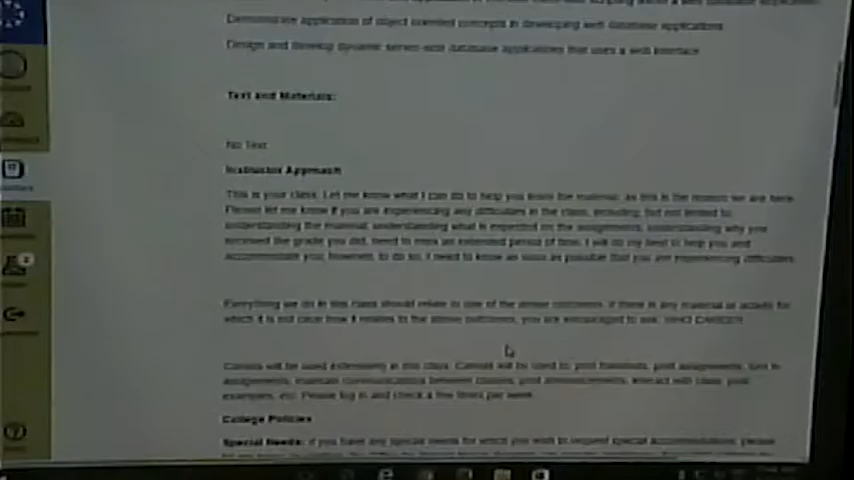 Demonstrate application of object oriented concepts in developing web database applications
Design and develop dynamic server-side database applications that uses a web interface
Text and Materials:
No Text
Instructor Approach
This is your class. Let me know what I can do to help you learn the material, as this is the reason we are here.
Please let me know if you are experiencing any difficulties in the class, including, but not limited to:
understanding the material, understanding what is expected on the assignments, understanding why you
received the grade you did, need to miss an extended period of time. I will do my best to help you and
accommodate you, however, to do so, I need to know as soon as possible that you are experiencing difficulties.
Everything we do in this class should relate to one of the above outcomes. If there is any material or activity for
which it is not clear how it relates to the above outcomes, you are encouraged to ask: WHO CARES?!
Canvas will be used extensively in this class. Canvas will be used to: post handouts, post assignments, turn in
assignments, maintain communications between classes, post announcements, interact with class, post
examples, etc. Please log in and check a few times per week.
College Policies
Special Needs: If you have any special needs for which you wish to request special accommodations, please